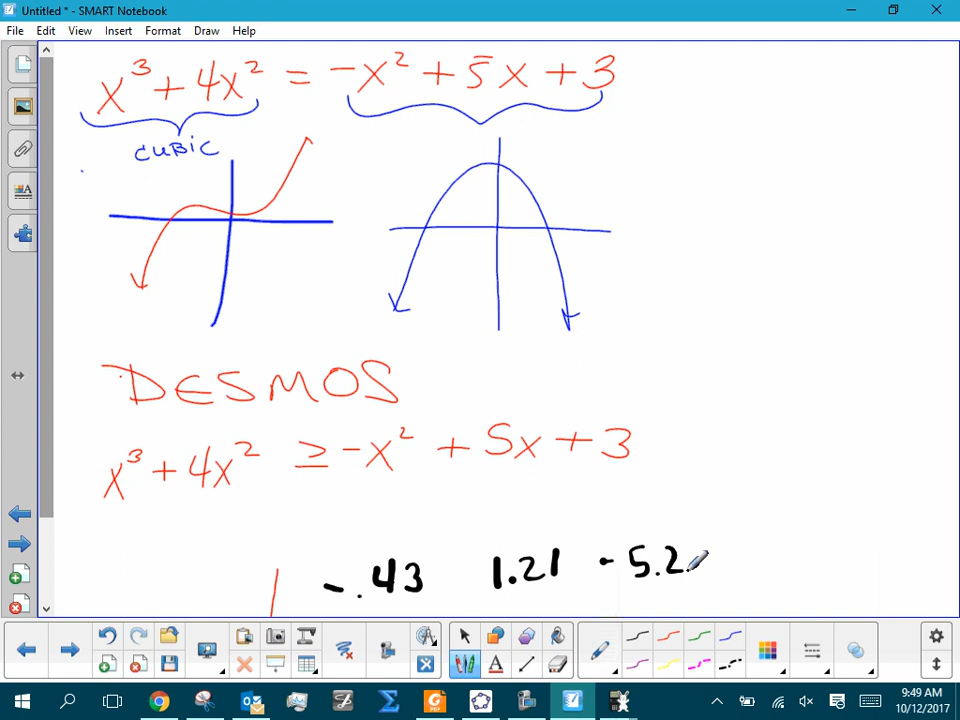 Untitled * - SMART Notebook
File Edit View Insert Format Draw Help
x³ + 4x² = -x² + 5x + 3
CUBIC
DESMOS
x³ + 4x² ≥ -x² + 5x + 3
-.43 1.21 -5.2
9:49 AM
10/12/2017